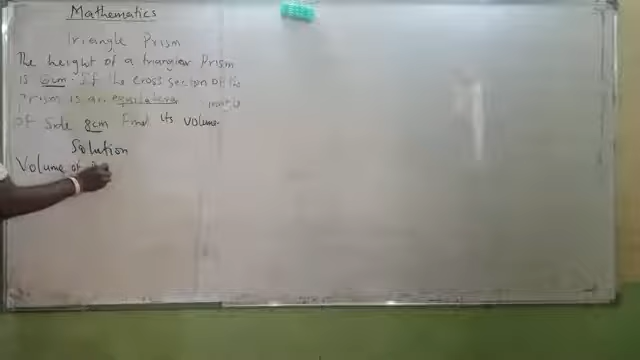 Mathematics
Triangle Prism
The height of a triangular Prism
is 6cm. If the cross section of the
Prism is an equilateral
of Side 8cm Find its volume.
Solution
Volume of